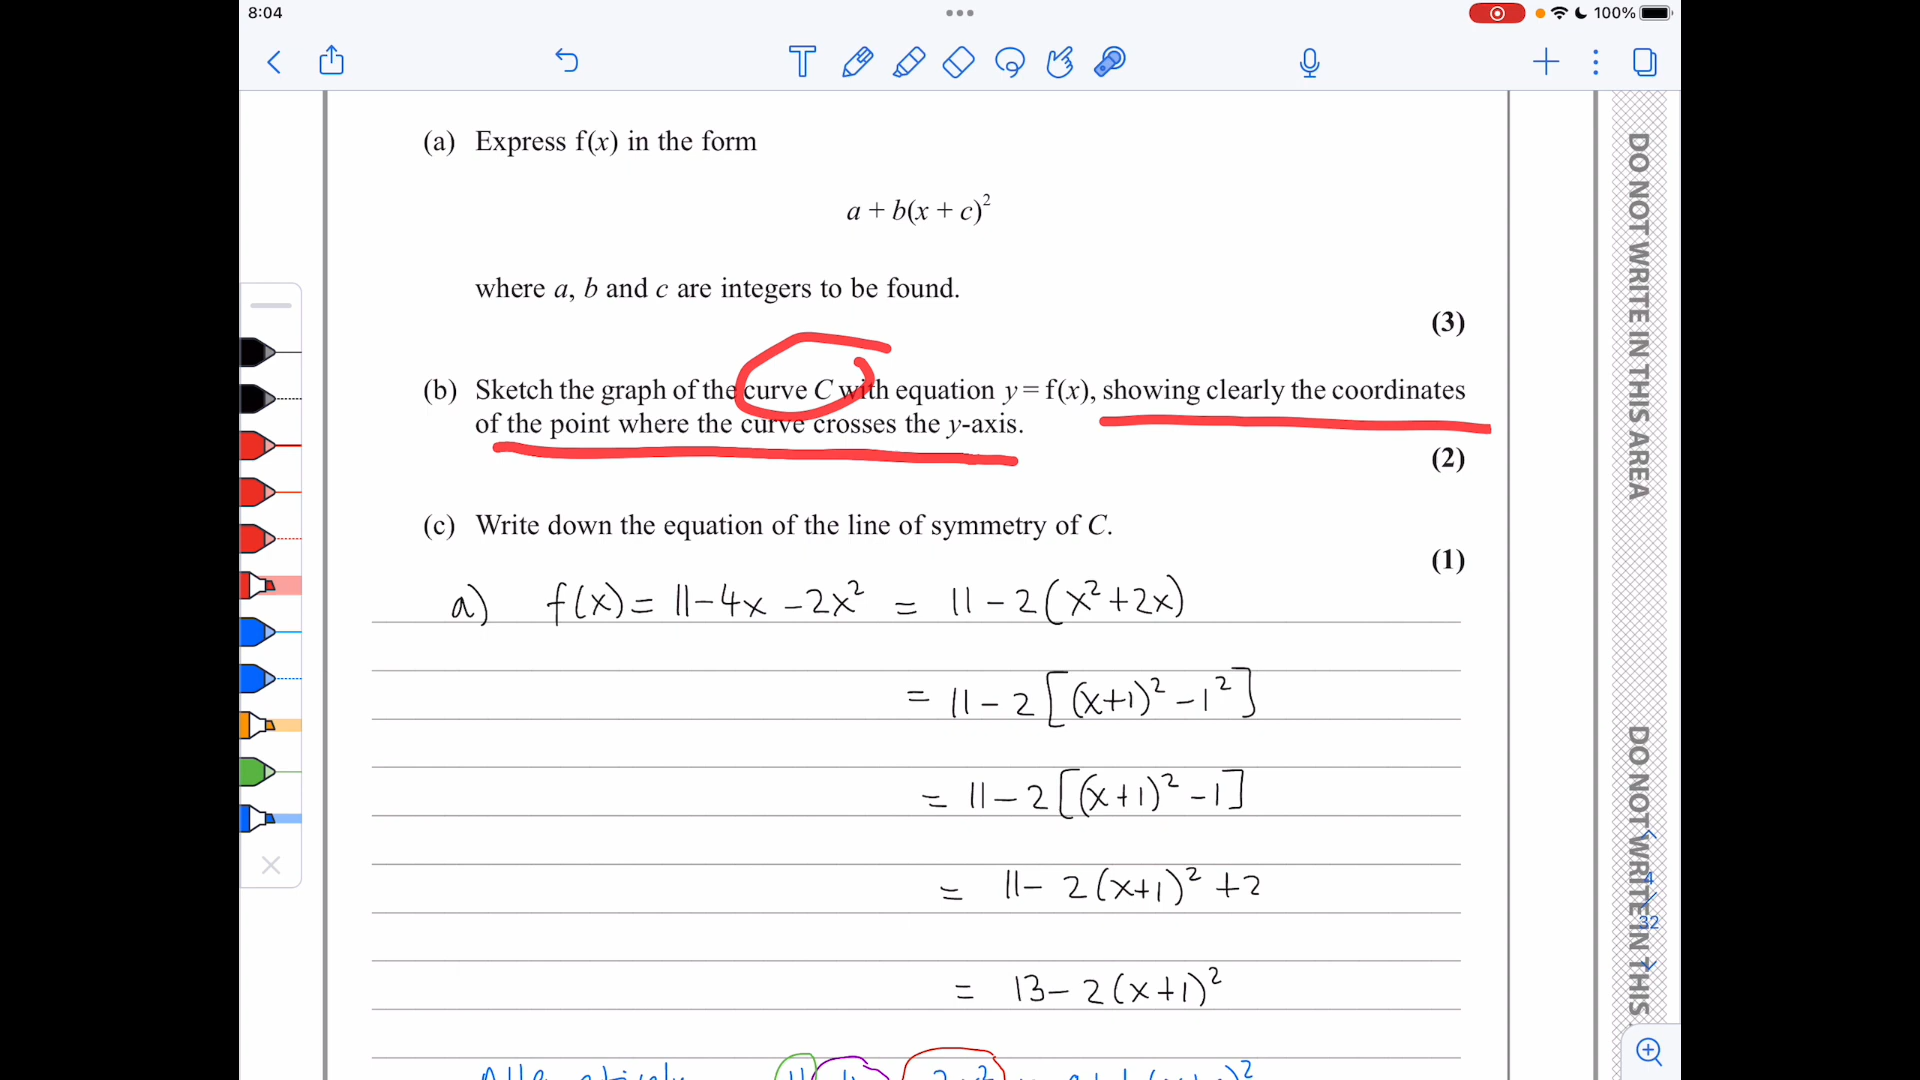 8:04
100%
(a) Express f(x) in the form
a + b(x + c)²
where a, b and c are integers to be found.
(3)
(b) Sketch the graph of the curve C with equation y = f(x), showing clearly the coordinates
of the point where the curve crosses the y-axis.
(2)
(c) Write down the equation of the line of symmetry of C.
(1)
a) f(x) = 11 - 4x - 2x² = 11 - 2(x² + 2x)
= 11 - 2[(x+1)² - 1²]
= 11 - 2[(x+1)² - 1]
= 11 - 2(x+1)² + 2
= 13 - 2(x+1)²
DO NOT WRITE IN THIS AREA
DO NOT WRITE IN THIS
4
32